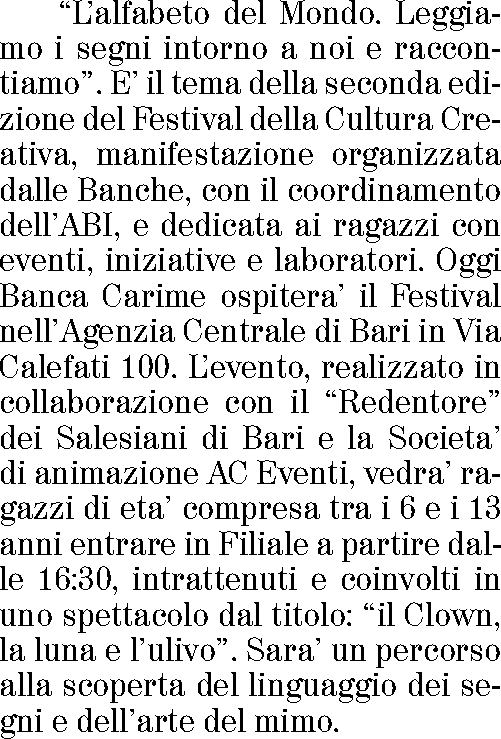 “L’alfabeto del Mondo. Leggia-
mo i segni intorno a noi e raccon-
tiamo”. E’ il tema della seconda edi-
zione del Festival della Cultura Cre-
ativa, manifestazione organizzata
dalle Banche, con il coordinamento
dell’ABI, e dedicata ai ragazzi con
eventi, iniziative e laboratori. Oggi
Banca Carime ospitera’ il Festival
nell’Agenzia Centrale di Bari in Via
Calefati 100. L’evento, realizzato in
collaborazione con il “Redentore”
dei Salesiani di Bari e la Societa’
di animazione AC Eventi, vedra’ ra-
gazzi di eta’ compresa tra i 6 e i 13
anni entrare in Filiale a partire dal-
le 16:30, intrattenuti e coinvolti in
uno spettacolo dal titolo: “il Clown,
la luna e l’ulivo”. Sara’ un percorso
alla scoperta del linguaggio dei se-
gni e dell’arte del mimo.